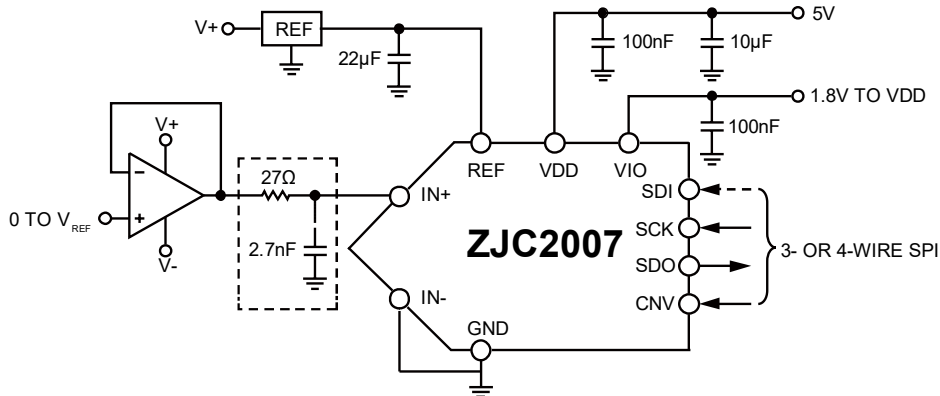 V+
REF
22µF
100nF
10µF
5V
1.8V TO VDD
100nF
V+
−
+
0 TO VREF
V-
27Ω
2.7nF
IN+
IN-
REF
VDD
VIO
SDI
SCK
SDO
CNV
GND
ZJC2007
3- OR 4-WIRE SPI